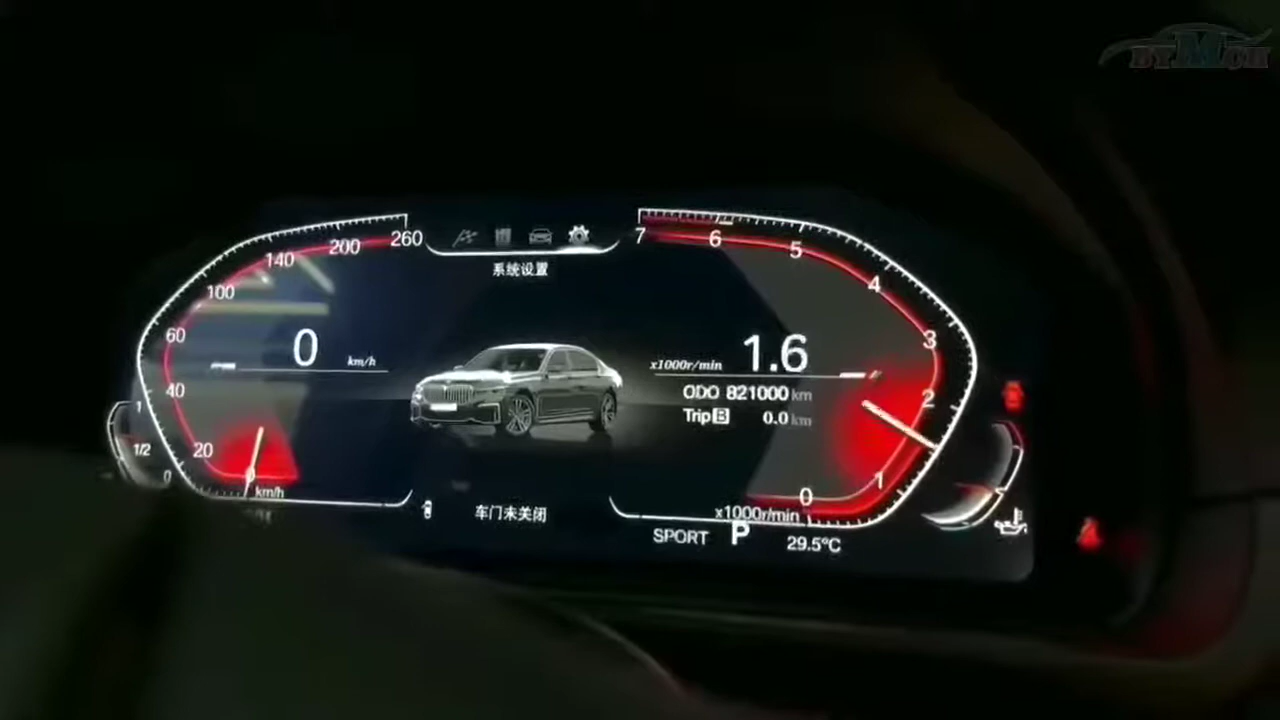 BYMCH
260
200
140
100
60
40
20
0
km/h
0 km/h
1
1/2
0
系统设置
7
6
5
4
3
2
1
0
x1000r/min
x1000r/min 1.6
ODO 821000 km
Trip B 0.0 km
车门未关闭
SPORT P 29.5°C